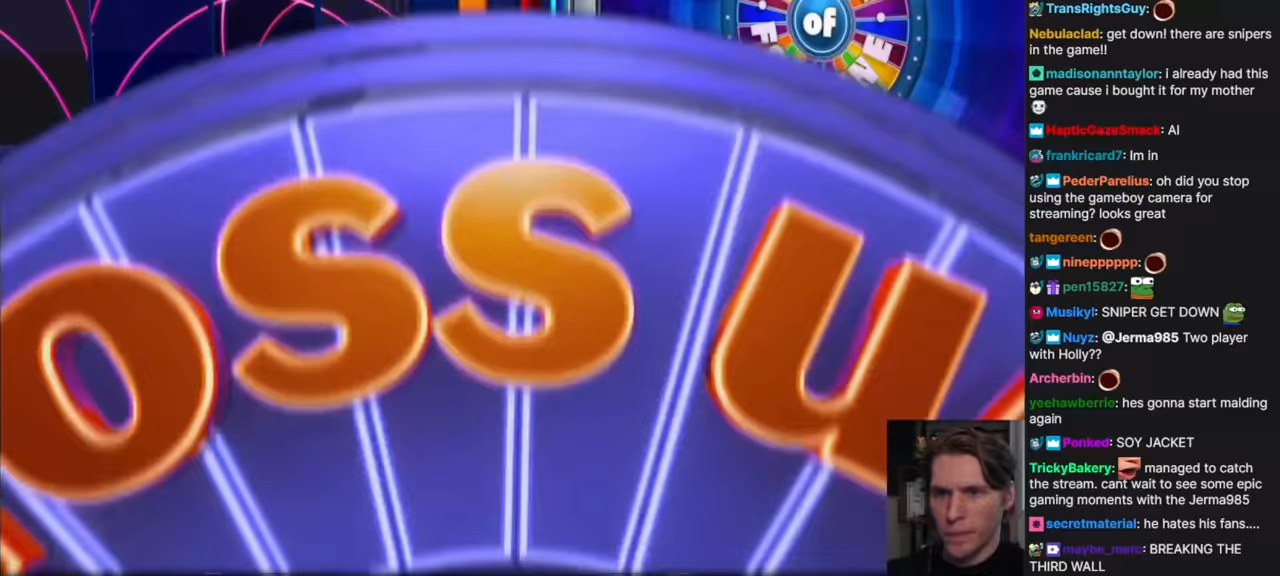 OF
OSS U
TransRightsGuy:
Nebulaclad: get down! there are snipers
in the game!!
madisonanntaylor: i already had this
game cause i bought it for my mother
HapticGazeSmack: AI
frankricard7: Im in
PederParelius: oh did you stop
using the gameboy camera for
streaming? looks great
tangereen:
ninepppppp:
pen15827:
Musikyl: SNIPER GET DOWN
Nuyz: @Jerma985 Two player
with Holly??
Archerbin:
yeehawberrie: hes gonna start malding
again
Ponked: SOY JACKET
TrickyBakery: managed to catch
the stream. cant wait to see some epic
gaming moments with the Jerma985
secretmaterial: he hates his fans....
maybe_merc: BREAKING THE
THIRD WALL